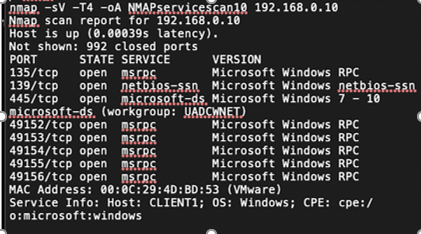 nmap -sV -T4 -oA NMAPservicescan10 192.168.0.10
Nmap scan report for 192.168.0.10
Host is up (0.00039s latency).
Not shown: 992 closed ports
PORT STATE SERVICE VERSION
135/tcp open msrpc Microsoft Windows RPC
139/tcp open netbios-ssn Microsoft Windows netbios-ssn
445/tcp open microsoft-ds Microsoft Windows 7 - 10
microsoft-ds (workgroup: UADCWNET)
49152/tcp open msrpc Microsoft Windows RPC
49153/tcp open msrpc Microsoft Windows RPC
49154/tcp open msrpc Microsoft Windows RPC
49155/tcp open msrpc Microsoft Windows RPC
49156/tcp open msrpc Microsoft Windows RPC
MAC Address: 00:0C:29:4D:BD:53 (VMware)
Service Info: Host: CLIENT1; OS: Windows; CPE: cpe:/
o:microsoft:windows